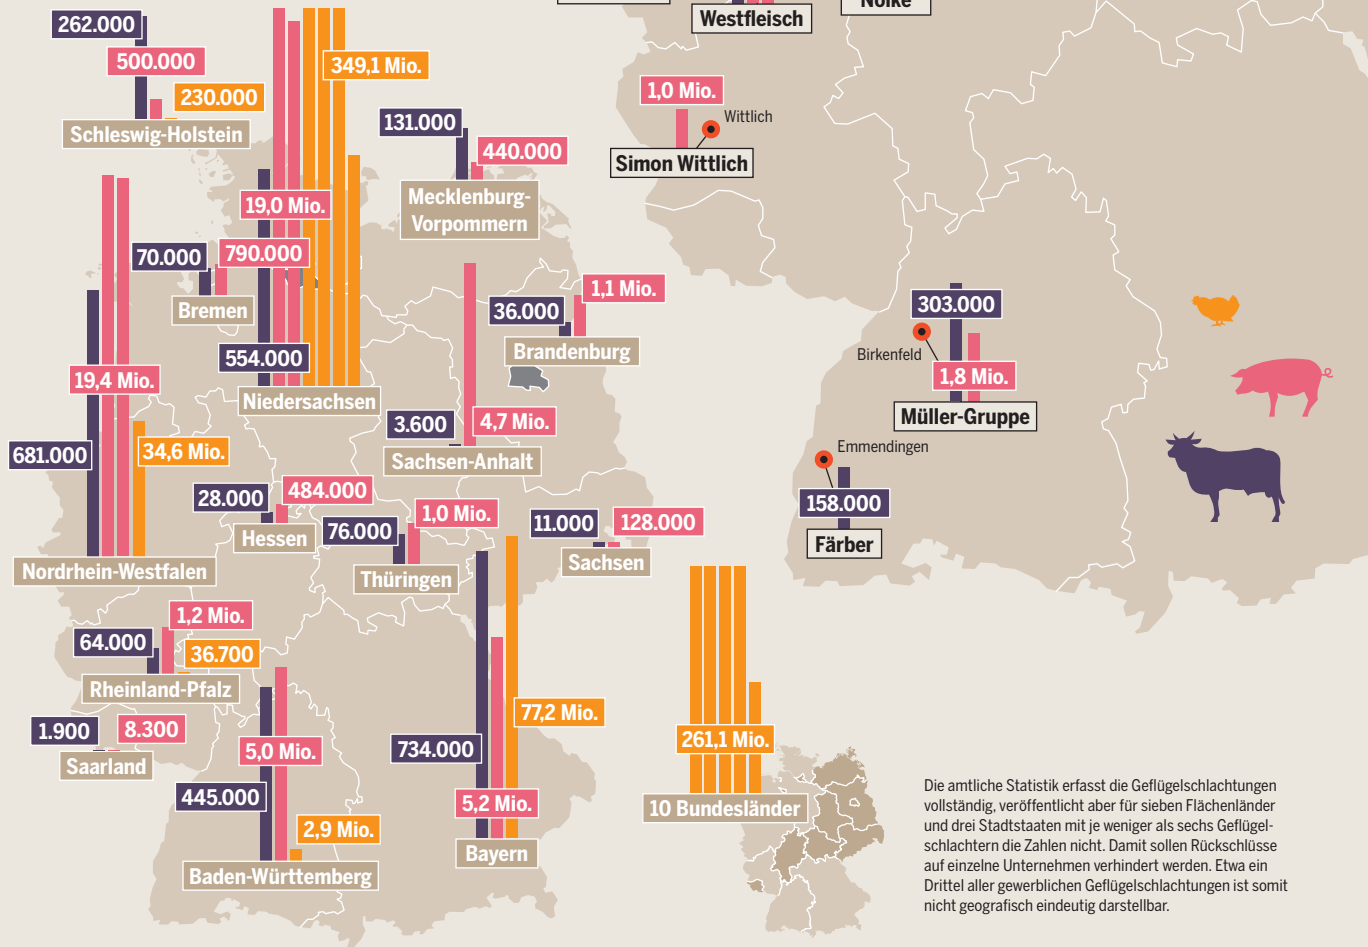 262.000
500.000
230.000
Schleswig-Holstein
349,1 Mio.
19,0 Mio.
554.000
Niedersachsen
131.000
440.000
Mecklenburg-
Vorpommern
70.000
790.000
Bremen
36.000
1,1 Mio.
Brandenburg
19,4 Mio.
681.000
34,6 Mio.
Nordrhein-Westfalen
3.600
4,7 Mio.
Sachsen-Anhalt
28.000
484.000
Hessen
76.000
1,0 Mio.
Thüringen
11.000
128.000
Sachsen
1,2 Mio.
64.000
36.700
Rheinland-Pfalz
1.900
8.300
Saarland
5,0 Mio.
445.000
2,9 Mio.
Baden-Württemberg
734.000
77,2 Mio.
5,2 Mio.
Bayern
261,1 Mio.
10 Bundesländer
Westfleisch
Nölke
1,0 Mio.
Wittlich
Simon Wittlich
303.000
Birkenfeld
1,8 Mio.
Müller-Gruppe
Emmendingen
158.000
Färber
Die amtliche Statistik erfasst die Geflügelschlachtungen
vollständig, veröffentlicht aber für sieben Flächenländer
und drei Stadtstaaten mit je weniger als sechs Geflügel-
schlachtern die Zahlen nicht. Damit sollen Rückschlüsse
auf einzelne Unternehmen verhindert werden. Etwa ein
Drittel aller gewerblichen Geflügelschlachtungen ist somit
nicht geografisch eindeutig darstellbar.